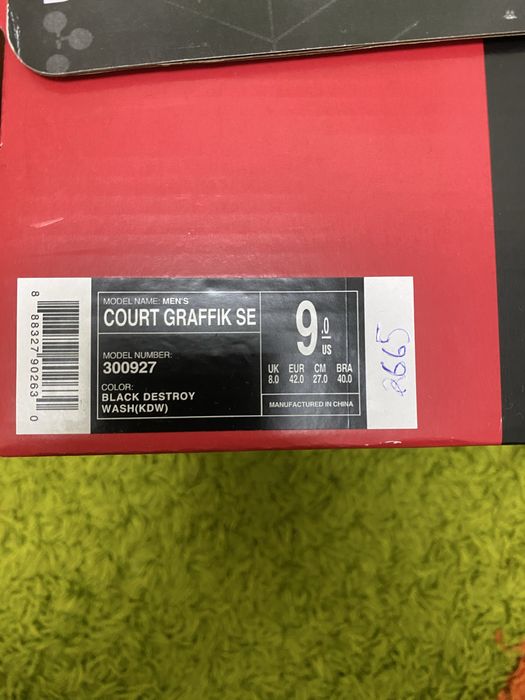 MODEL NAME: MEN'S
COURT GRAFFIK SE
MODEL NUMBER:
300927
COLOR:
BLACK DESTROY
WASH(KDW)
9.0
US
UK EUR CM BRA
8.0 42.0 27.0 40.0
MANUFACTURED IN CHINA
8 88327 90263 0
2665